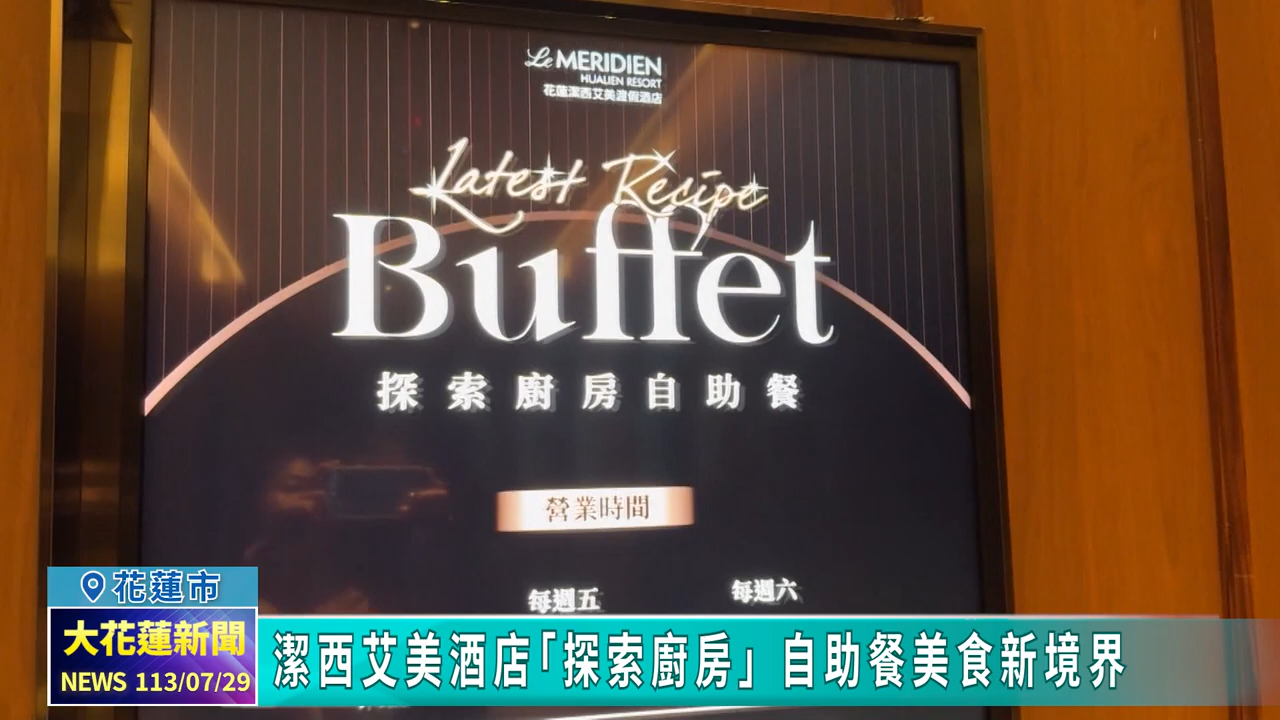 Le MERIDIEN
HUALIEN RESORT
花蓮潔西艾美渡假酒店
Latest Recipe
Buffet
探索廚房自助餐
營業時間
每週五
每週六
花蓮市
大花蓮新聞
NEWS 113/07/29
潔西艾美酒店「探索廚房」自助餐美食新境界